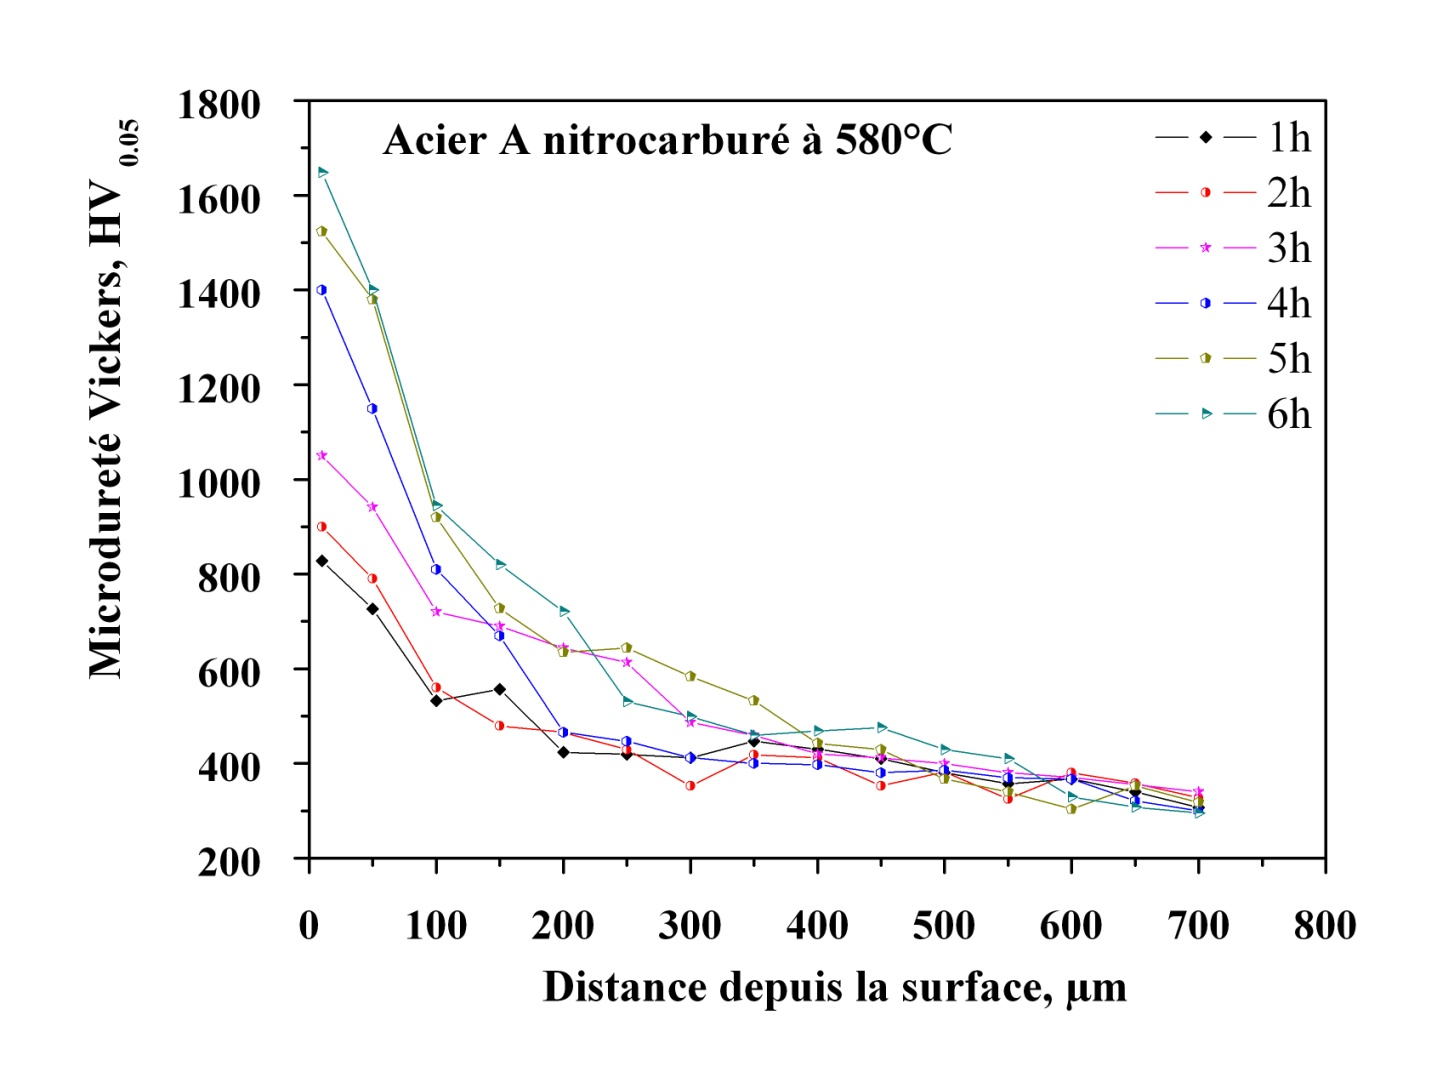 Acier A nitrocarburé à 580°C
1h
2h
3h
4h
5h
6h
Microdureté Vickers, HV 0.05
1800
1600
1400
1200
1000
800
600
400
200
0 100 200 300 400 500 600 700 800
Distance depuis la surface, µm